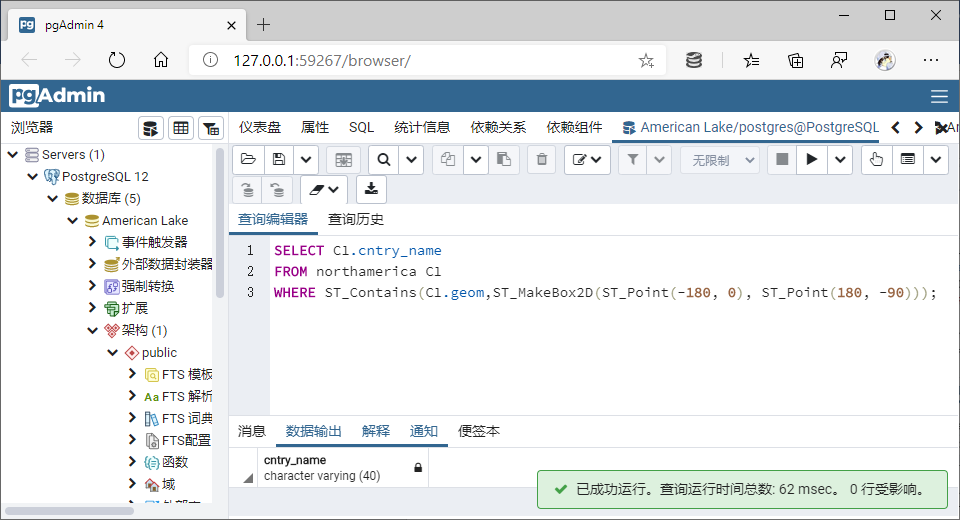 pgAdmin 4
127.0.0.1:59267/browser/
pgAdmin
浏览器
仪表盘 属性 SQL 统计信息 依赖关系 依赖组件 American Lake/postgres@PostgreSQL
无限制
Servers (1)
PostgreSQL 12
数据库 (5)
American Lake
事件触发器
外部数据封装器
强制转换
扩展
架构 (1)
public
FTS 模板
FTS 解析
FTS 词典
FTS配置
函数
域
查询编辑器 查询历史
1 SELECT Cl.cntry_name
2 FROM northamerica Cl
3 WHERE ST_Contains(Cl.geom,ST_MakeBox2D(ST_Point(-180, 0), ST_Point(180, -90)));
消息 数据输出 解释 通知 便签本
cntry_name
character varying (40)
已成功运行。查询运行时间总数: 62 msec。 0 行受影响。